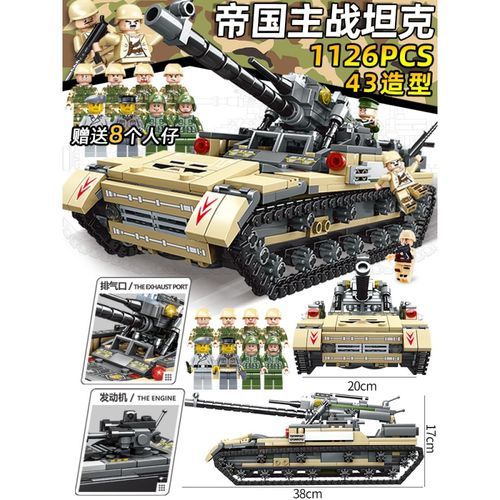 帝国主战坦克
1126PCS
43造型
赠送8个人仔
排气口 / THE EXHAUST PORT
发动机 / THE ENGINE
20cm
17cm
38cm